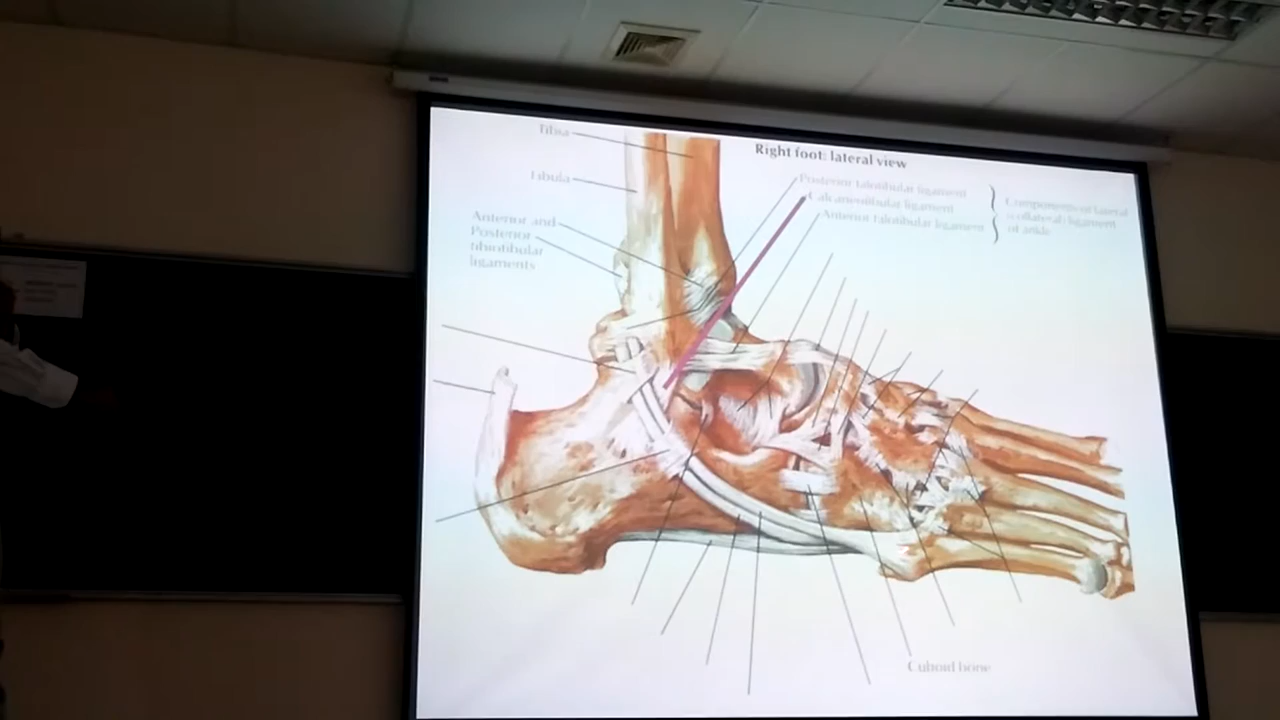 Tibia
Right foot: lateral view
Fibula
Posterior talofibular ligament
Calcaneofibular ligament
Anterior talofibular ligament
Components of lateral
(collateral) ligament
of ankle
Anterior and
Posterior
tibiofibular
ligaments
Cuboid bone